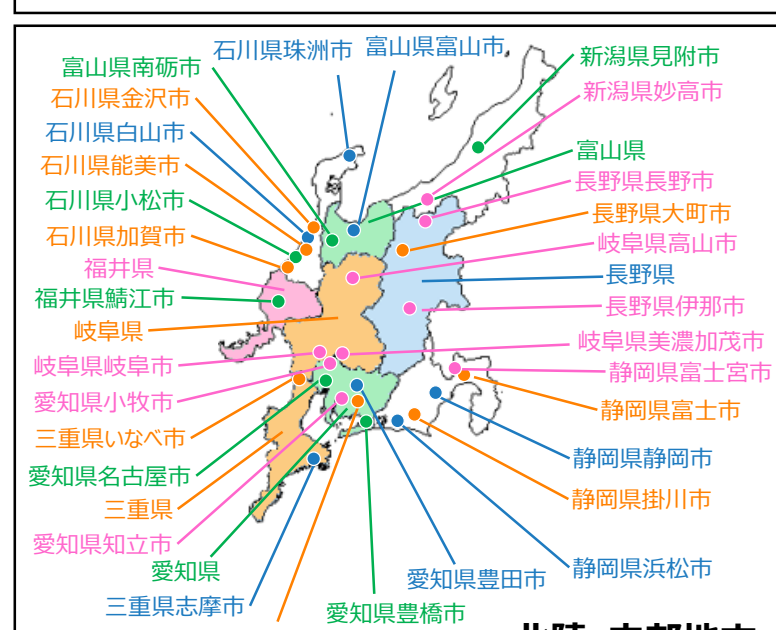 石川県珠洲市
富山県富山市
富山県南砺市
石川県金沢市
石川県白山市
石川県能美市
石川県小松市
石川県加賀市
福井県
福井県鯖江市
岐阜県
岐阜県岐阜市
愛知県小牧市
三重県いなべ市
愛知県名古屋市
三重県
愛知県知立市
愛知県
三重県志摩市
愛知県豊橋市
愛知県豊田市
新潟県見附市
新潟県妙高市
富山県
長野県長野市
長野県大町市
岐阜県高山市
長野県
長野県伊那市
岐阜県美濃加茂市
静岡県富士宮市
静岡県富士市
静岡県静岡市
静岡県掛川市
静岡県浜松市